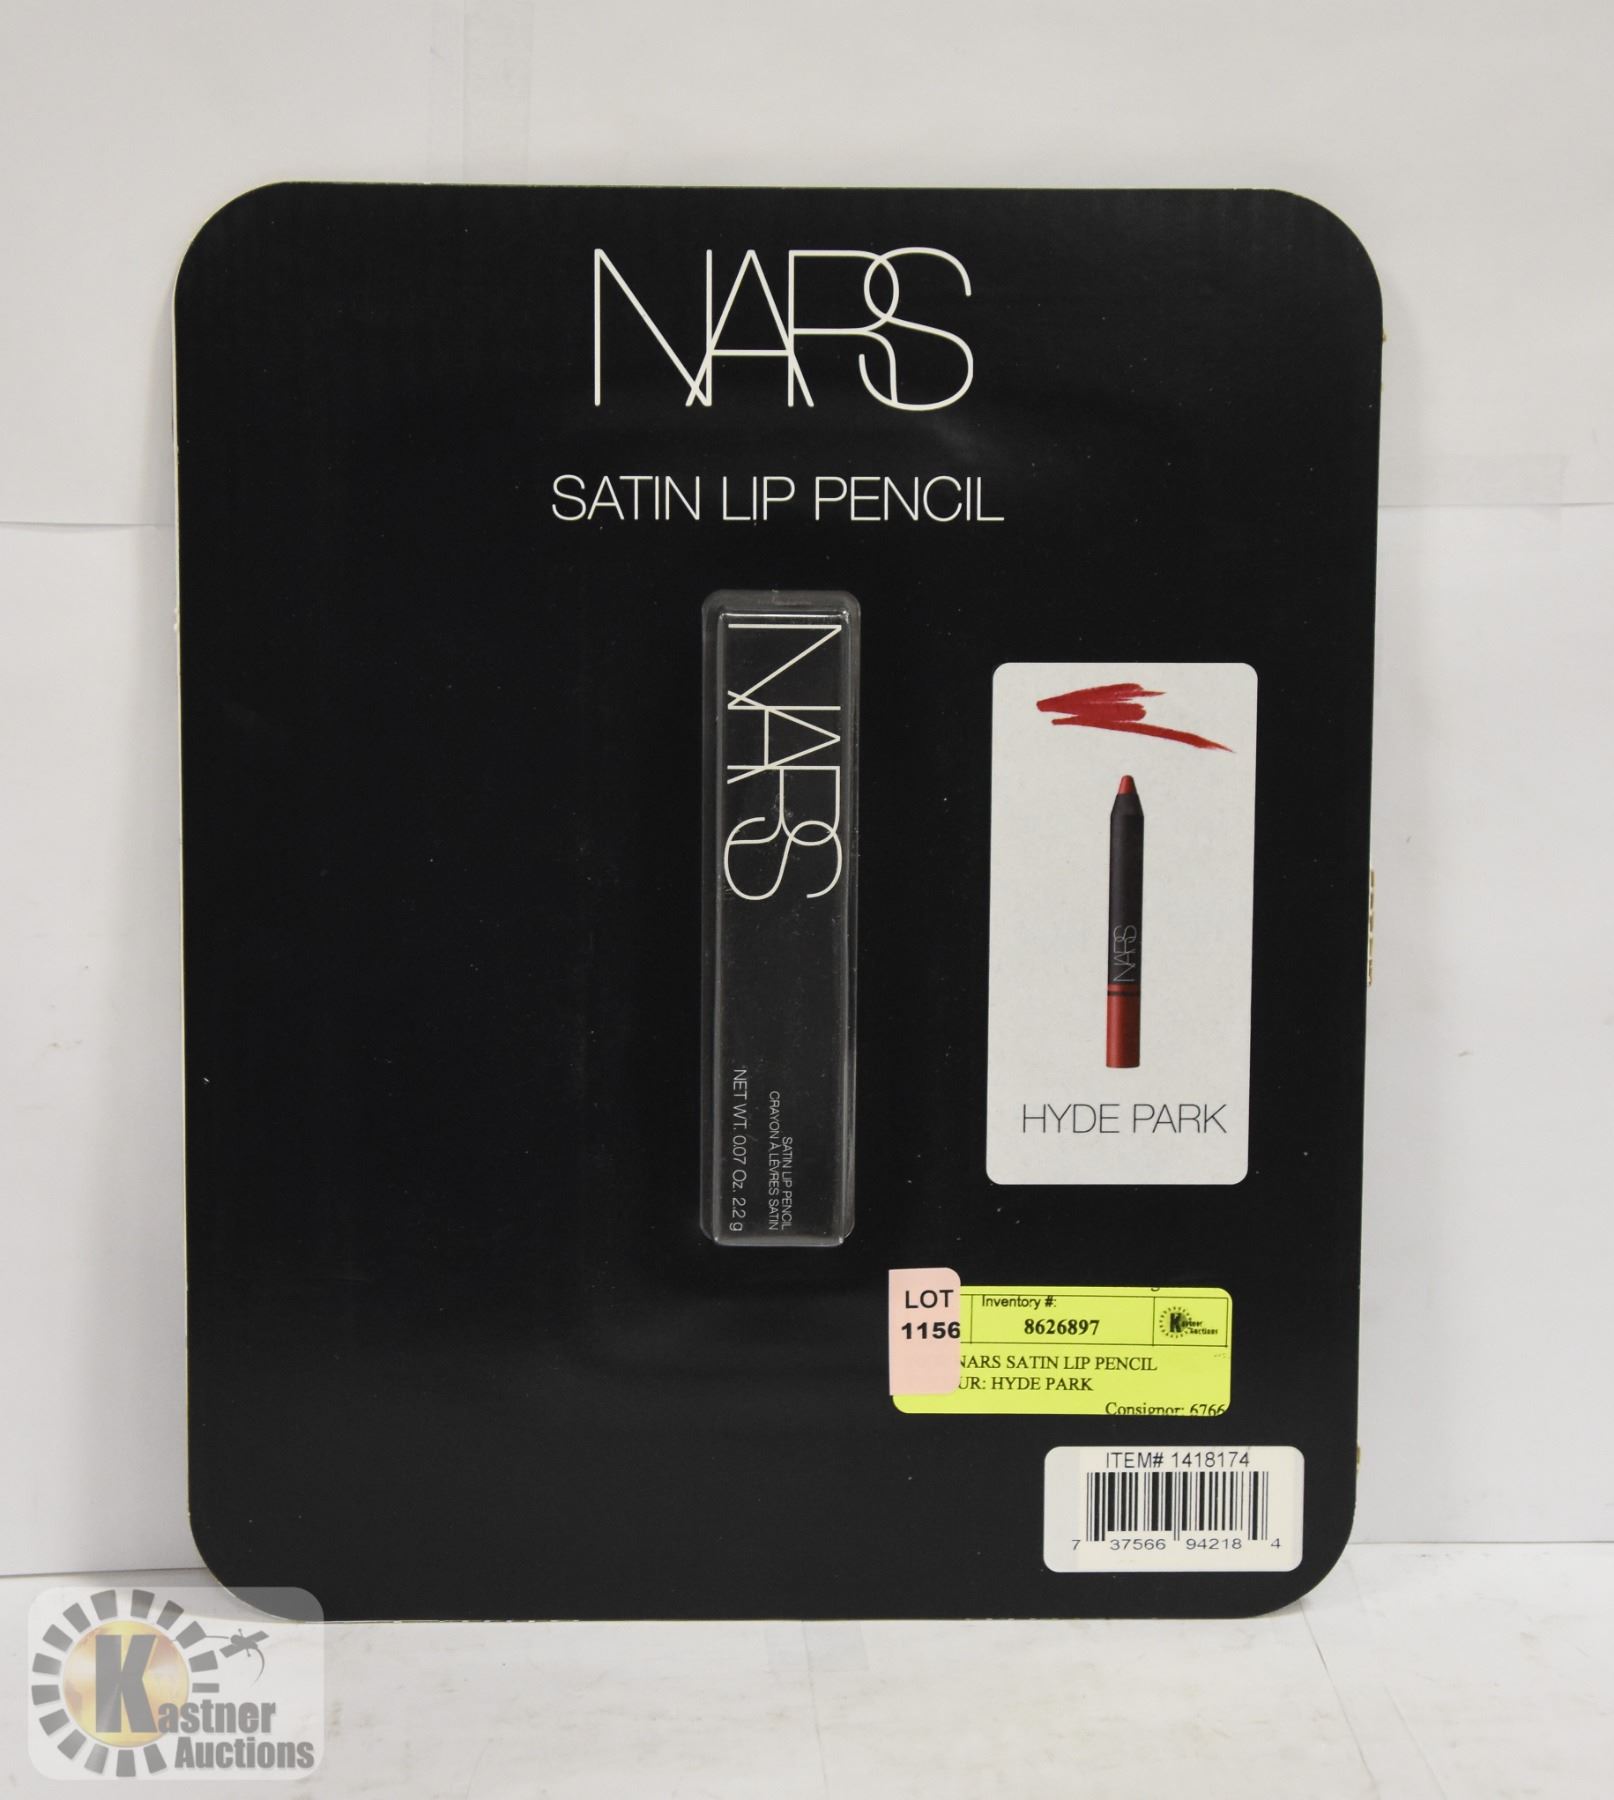 NARS
SATIN LIP PENCIL
NARS
SATIN LIP PENCIL
CRAYON À LÈVRES SATIN
NET WT. 0.07 Oz. 2.2 g
NARS
HYDE PARK
LOT
1156
Inventory #:
8626897
Kastner
Auctions
NARS SATIN LIP PENCIL
UR: HYDE PARK
Consignor: 6766
ITEM# 1418174
7 37566 94218 4
Kastner
Auctions